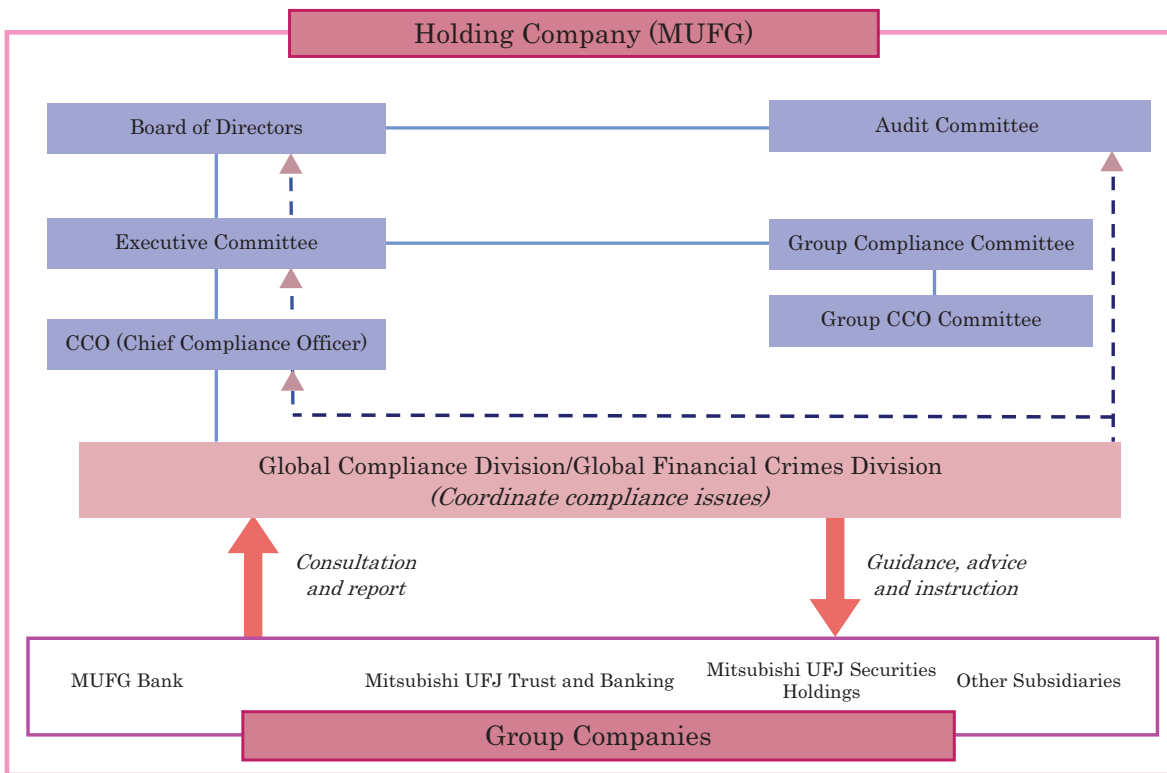 Holding Company (MUFG)
Board of Directors
Audit Committee
Executive Committee
Group Compliance Committee
CCO (Chief Compliance Officer)
Group CCO Committee
Global Compliance Division/Global Financial Crimes Division
(Coordinate compliance issues)
Consultation
and report
Guidance, advice
and instruction
MUFG Bank
Mitsubishi UFJ Trust and Banking
Mitsubishi UFJ Securities
Holdings
Other Subsidiaries
Group Companies